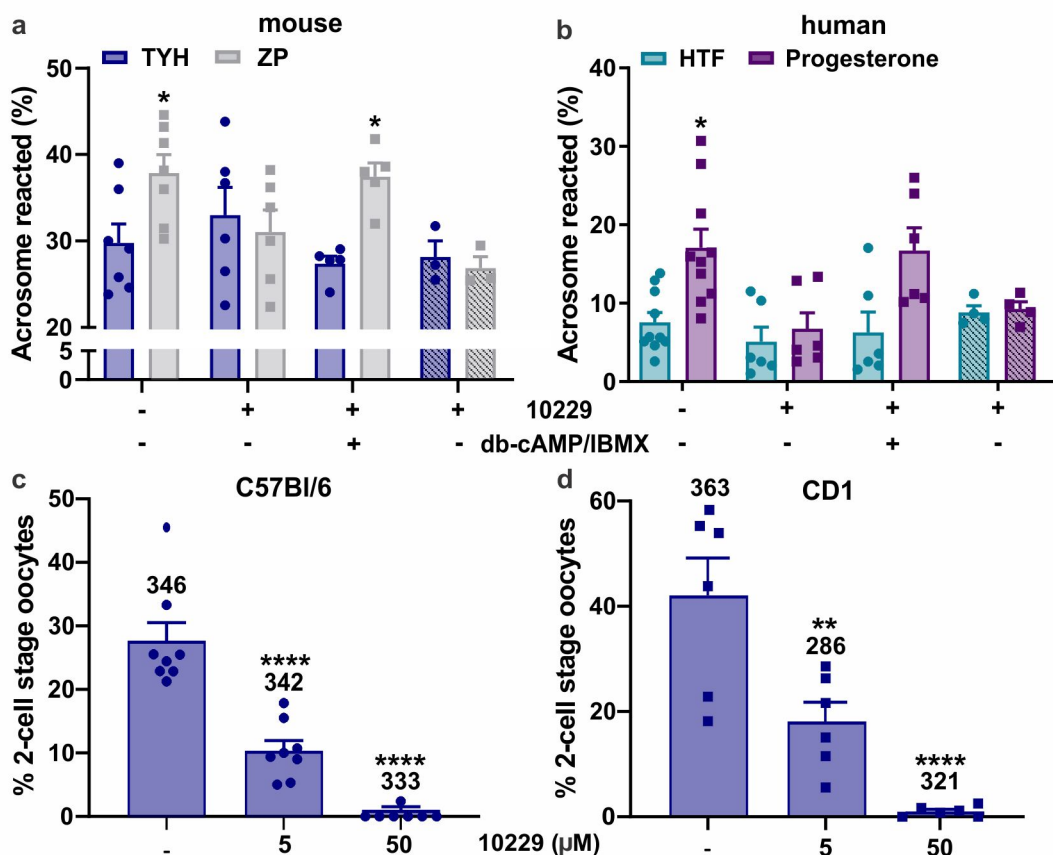 a
mouse
TYH
ZP
Acrosome reacted (%)
50
40
30
20
5
0
*
*
- + + +
- - + -
b
human
HTF
Progesterone
Acrosome reacted (%)
40
30
20
10
0
*
10229
- + + +
db-cAMP/IBMX
- - + -
c
C57Bl/6
% 2-cell stage oocytes
50
40
30
20
10
0
346
****
342
****
333
- 5 50
d
CD1
% 2-cell stage oocytes
60
40
20
0
363
**
286
****
321
10229 (µM)
- 5 50